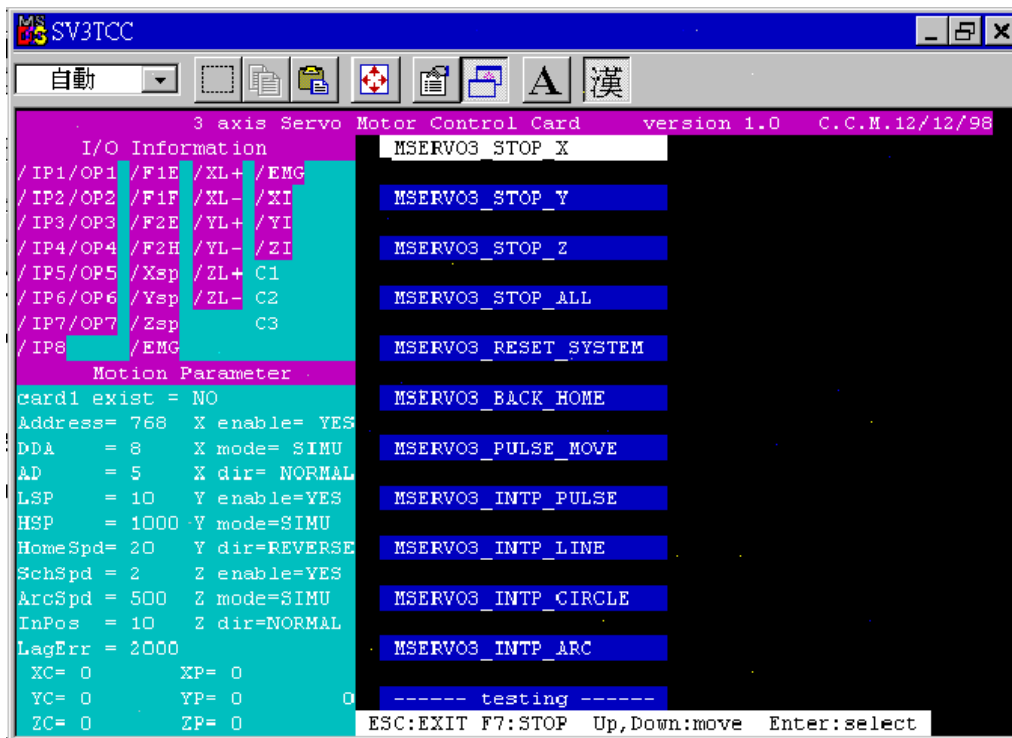 SV3TCC
自動
A 漢
3 axis Servo Motor Control Card version 1.0 C.C.M.12/12/98
I/O Information
/IP1/OP1 /F1E /XL+ /EMG
/IP2/OP2 /F1F /XL- /XI
/IP3/OP3 /F2E /YL+ /YI
/IP4/OP4 /F2H /YL- /ZI
/IP5/OP5 /Xsp /ZL+ C1
/IP6/OP6 /Ysp /ZL- C2
/IP7/OP7 /Zsp C3
/IP8 /EMG
Motion Parameter
card1 exist = NO
Address= 768 X enable= YES
DDA = 8 X mode= SIMU
AD = 5 X dir= NORMAL
LSP = 10 Y enable=YES
HSP = 1000 Y mode=SIMU
HomeSpd= 20 Y dir=REVERSE
SchSpd = 2 Z enable=YES
ArcSpd = 500 Z mode=SIMU
InPos = 10 Z dir=NORMAL
LagErr = 2000
XC= 0 XP= 0
YC= 0 YP= 0 0
ZC= 0 ZP= 0
MSERVO3_STOP_X
MSERVO3_STOP_Y
MSERVO3_STOP_Z
MSERVO3_STOP_ALL
MSERVO3_RESET_SYSTEM
MSERVO3_BACK_HOME
MSERVO3_PULSE_MOVE
MSERVO3_INTP_PULSE
MSERVO3_INTP_LINE
MSERVO3_INTP_CIRCLE
MSERVO3_INTP_ARC
------ testing ------
ESC:EXIT F7:STOP Up,Down:move Enter:select